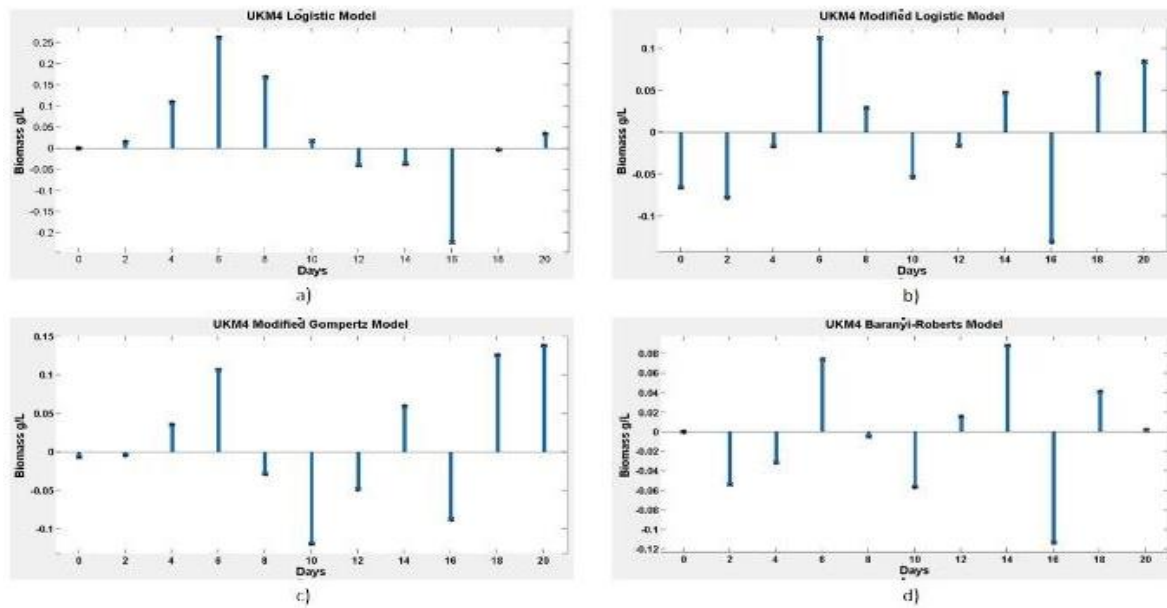 UKM4 Logistic Model
Biomass g/L
0.25
0.2
0.15
0.1
0.05
0
-0.05
-0.1
-0.15
-0.2
0 2 4 6 8 10 12 14 16 18 20
Days
a)
UKM4 Modified Logistic Model
Biomass g/L
0.1
0.05
0
-0.05
-0.1
0 2 4 6 8 10 12 14 16 18 20
Days
b)
UKM4 Modified Gompertz Model
Biomass g/L
0.15
0.1
0.05
0
-0.05
-0.1
0 2 4 6 8 10 12 14 16 18 20
Days
c)
UKM4 Baranyi-Roberts Model
Biomass g/L
0.08
0.06
0.04
0.02
0
-0.02
-0.04
-0.06
-0.08
-0.1
-0.12
0 2 4 6 8 10 12 14 16 18 20
Days
d)